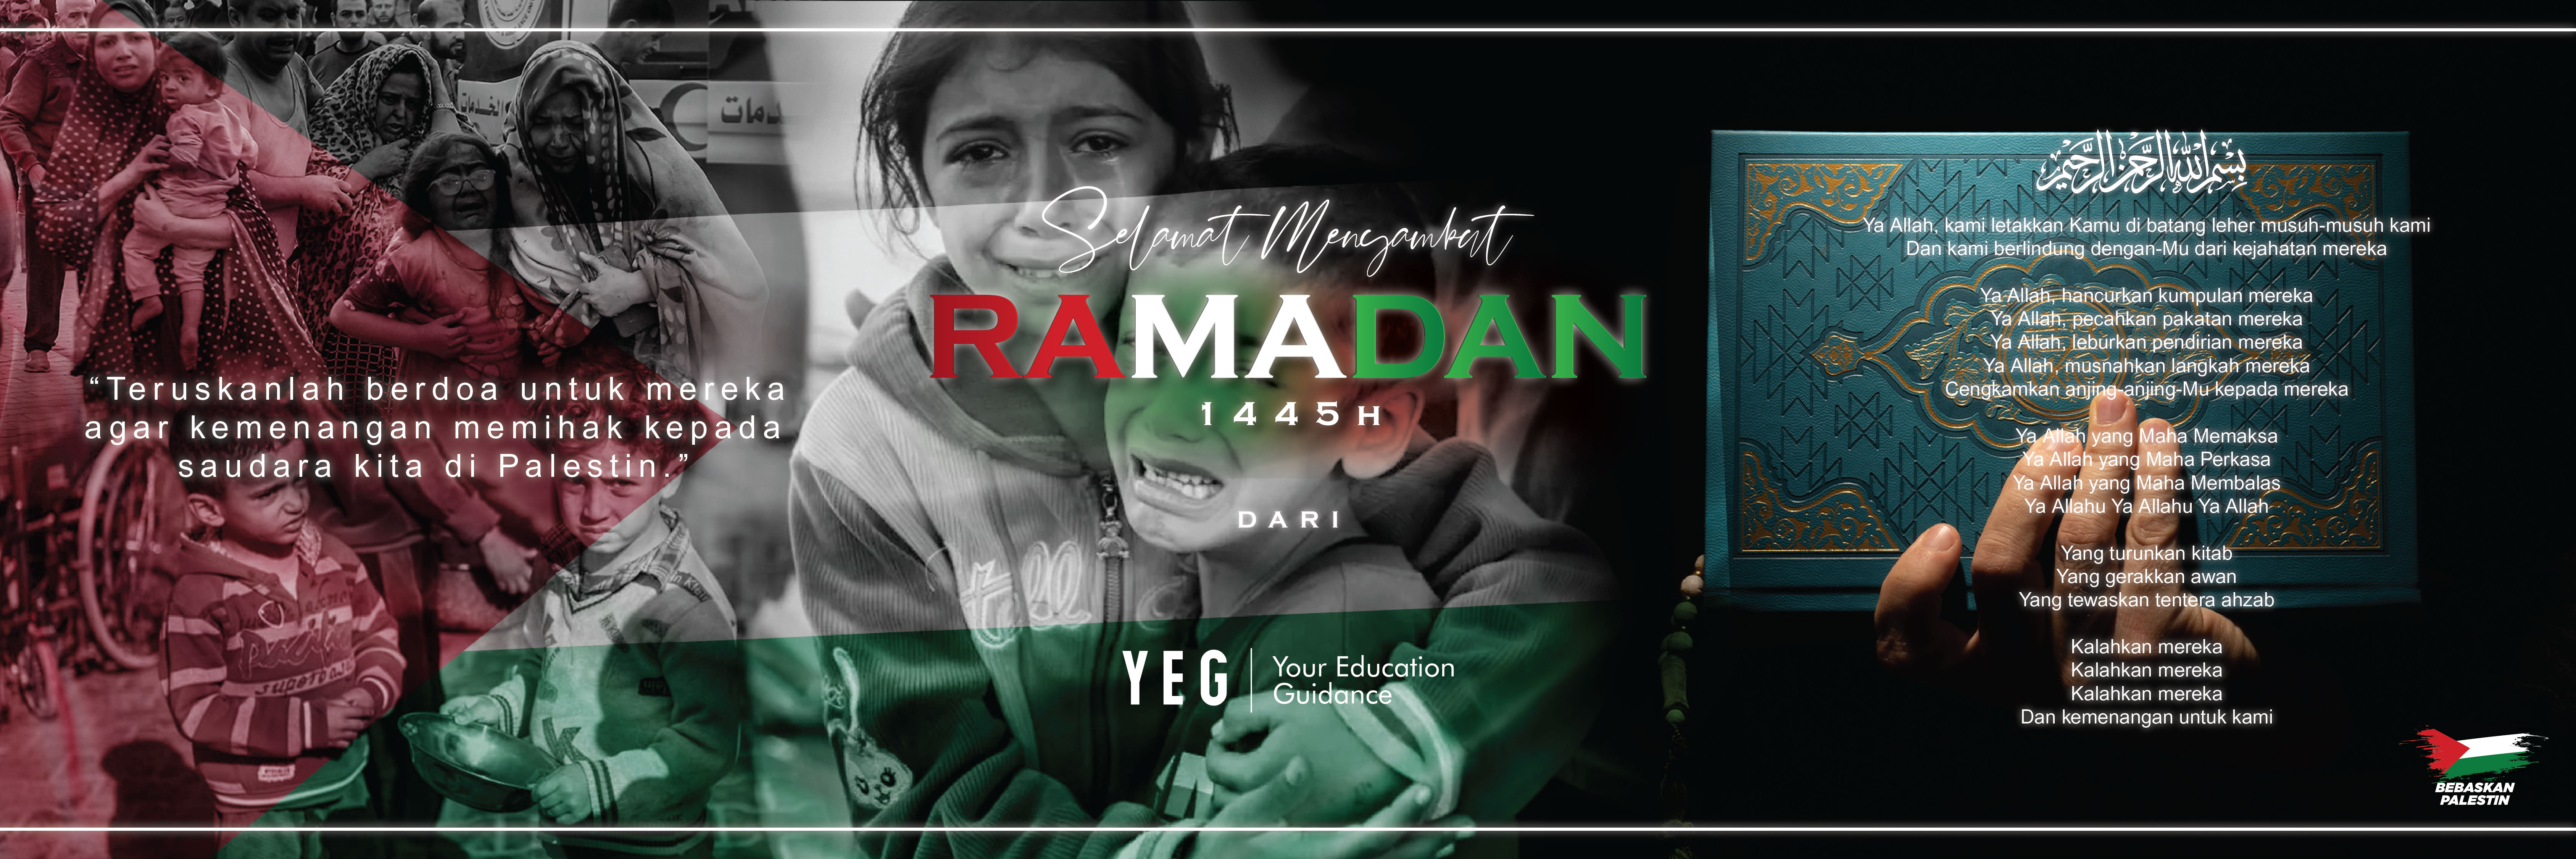 “Teruskanlah berdoa untuk mereka
agar kemenangan memihak kepada
saudara kita di Palestin.”
Selamat Menyambut
RAMADAN
1445H
DARI
YEG
Your Education
Guidance
بسم الله الرحمن الرحيم
Ya Allah, kami letakkan Kamu di batang leher musuh-musuh kami
Dan kami berlindung dengan-Mu dari kejahatan mereka
Ya Allah, hancurkan kumpulan mereka
Ya Allah, pecahkan pakatan mereka
Ya Allah, leburkan pendirian mereka
Ya Allah, musnahkan langkah mereka
Cengkamkan anjing-anjing-Mu kepada mereka
Ya Allah yang Maha Memaksa
Ya Allah yang Maha Perkasa
Ya Allah yang Maha Membalas
Ya Allahu Ya Allahu Ya Allah
Yang turunkan kitab
Yang gerakkan awan
Yang tewaskan tentera ahzab
Kalahkan mereka
Kalahkan mereka
Kalahkan mereka
Dan kemenangan untuk kami
BEBASKAN
PALESTIN